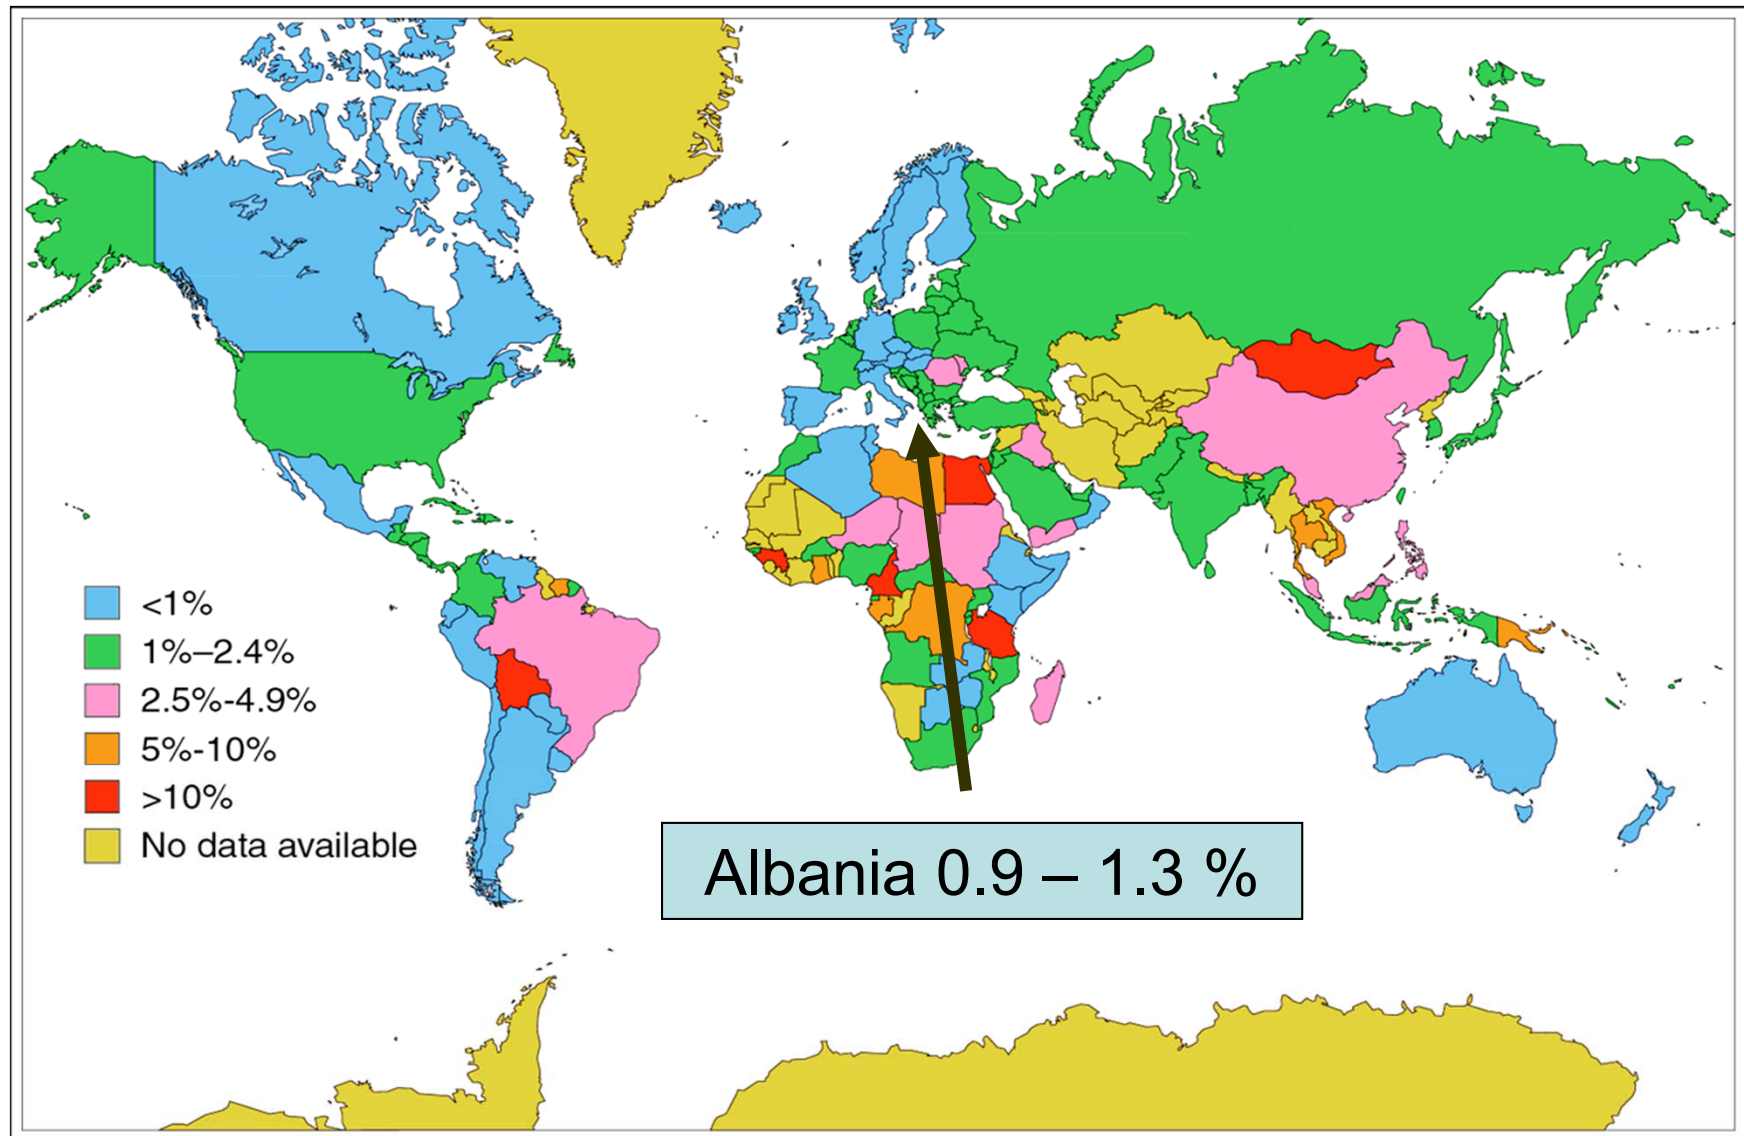 <1%
1%–2.4%
2.5%-4.9%
5%-10%
>10%
No data available
Albania 0.9 – 1.3 %